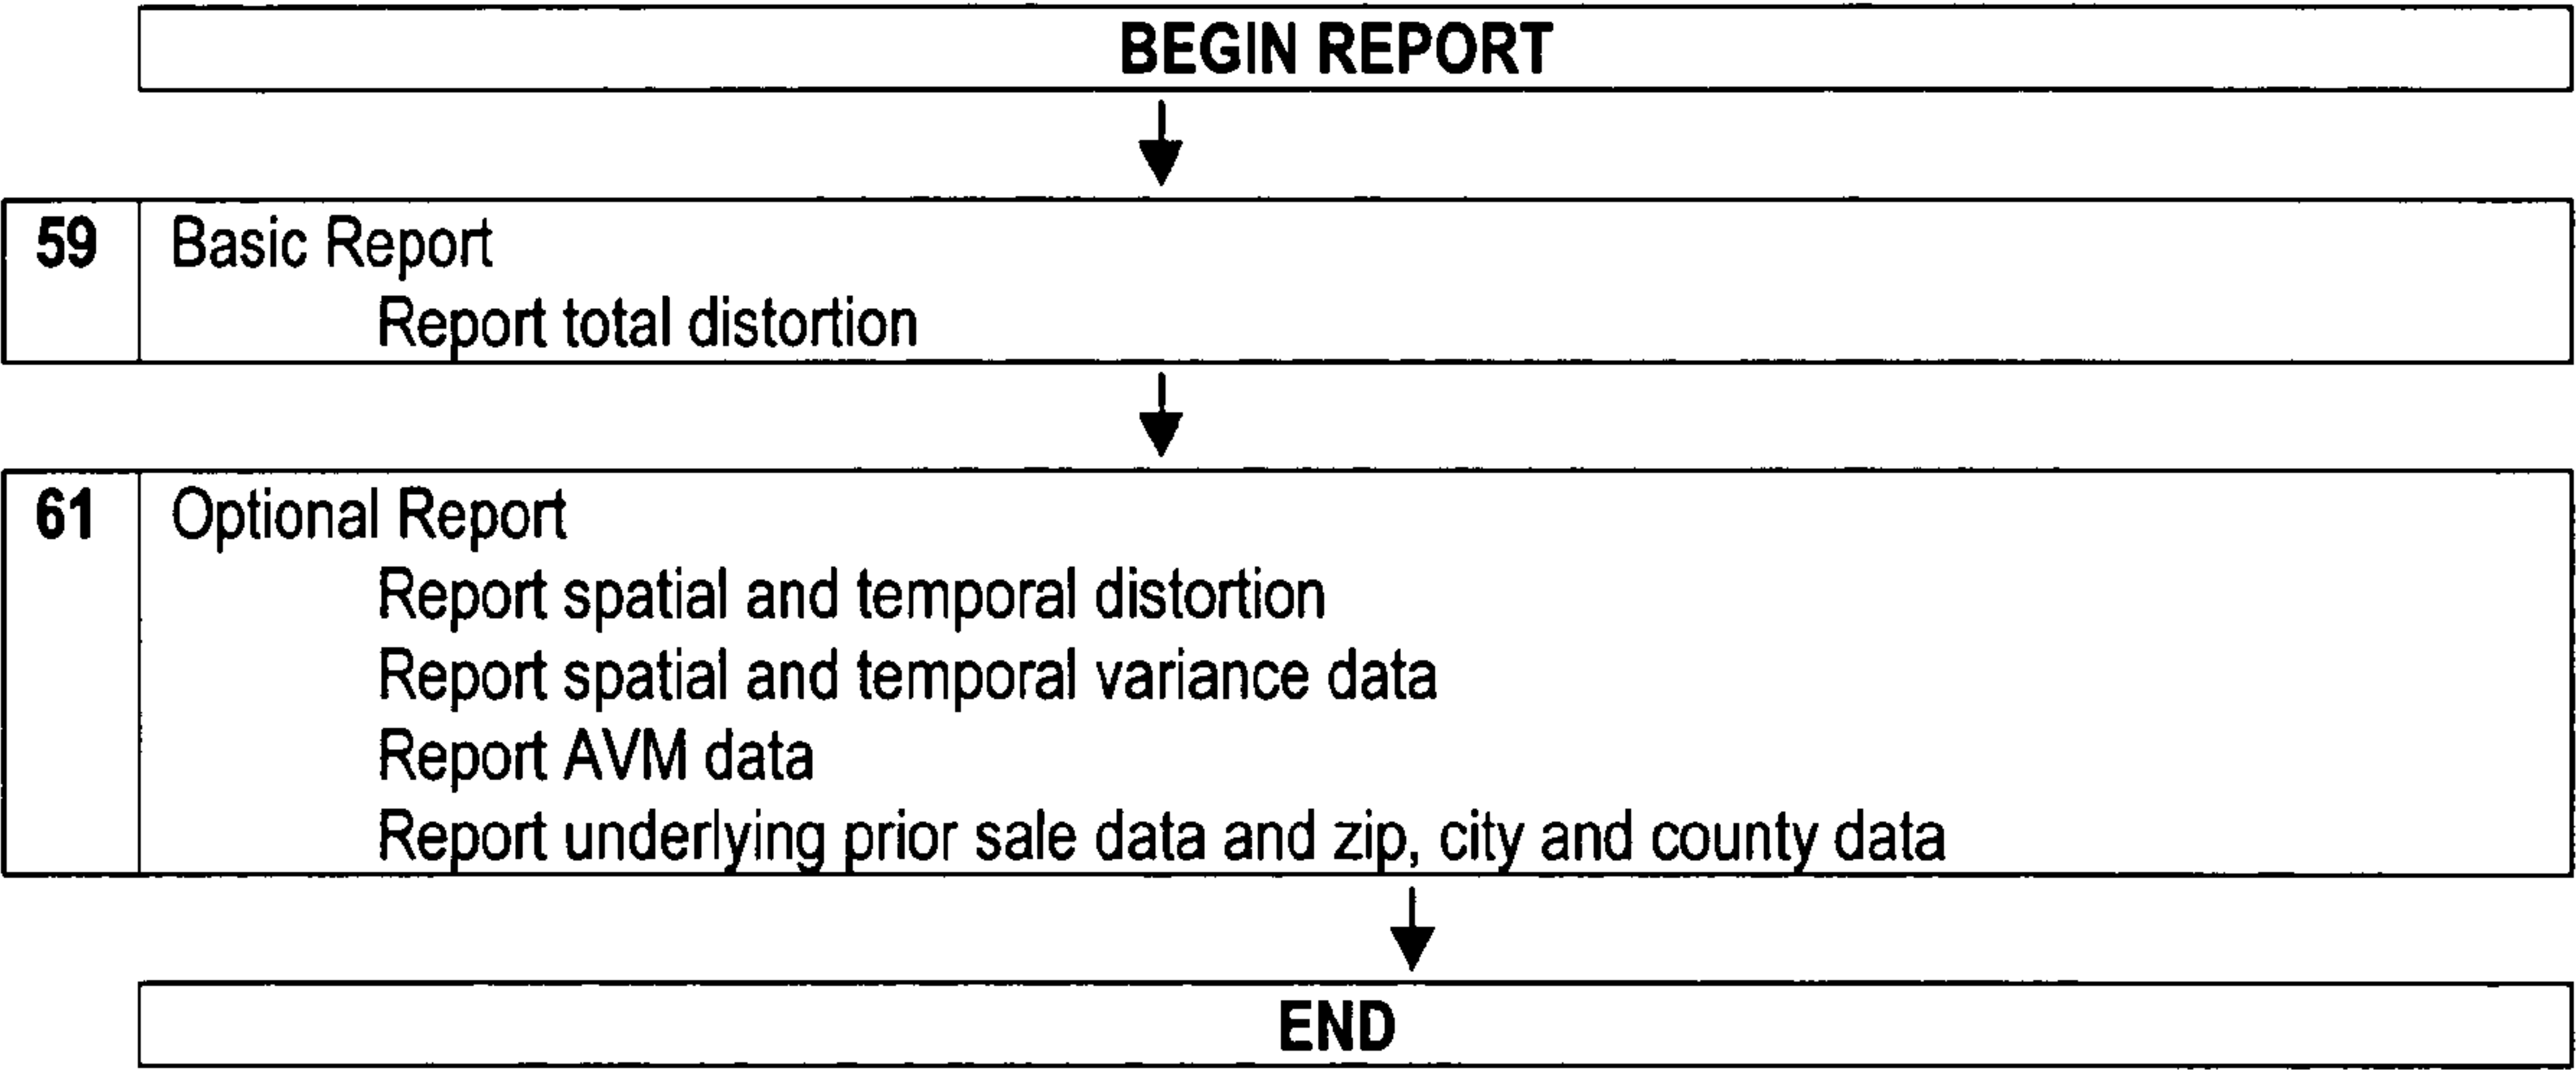 BEGIN REPORT
59 Basic Report
Report total distortion
61 Optional Report
Report spatial and temporal distortion
Report spatial and temporal variance data
Report AVM data
Report underlying prior sale data and zip, city and county data
END